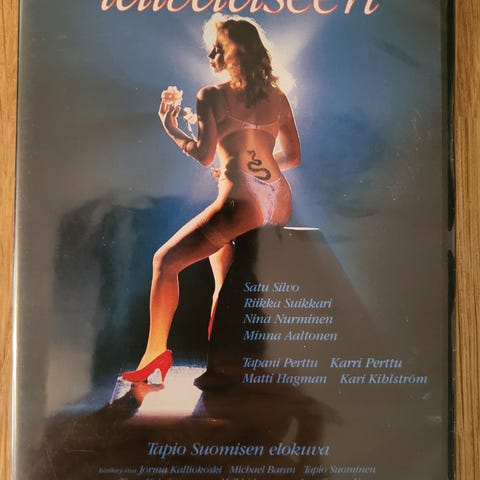 Satu Silvo
Riikka Suikkari
Nina Nurminen
Minna Aaltonen
Tapani Perttu Karri Perttu
Matti Hagman Kari Kihlström
Tapio Suomisen elokuva
käsikirjoitus Jorma Kalliokoski Michael Baran Tapio Suominen